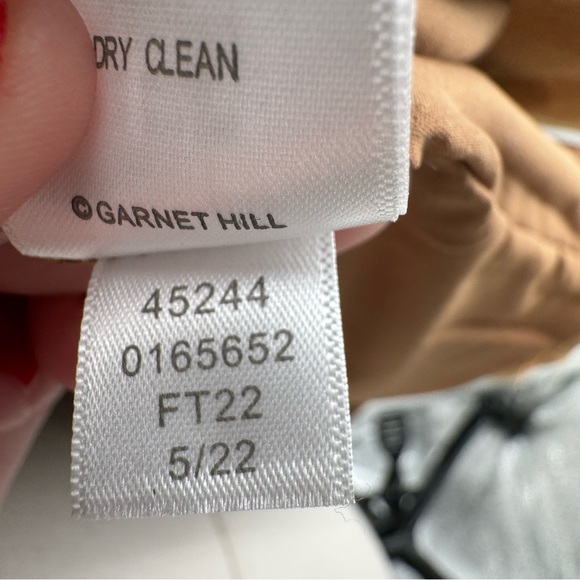 DRY CLEAN
©GARNET HILL
45244
0165652
FT22
5/22